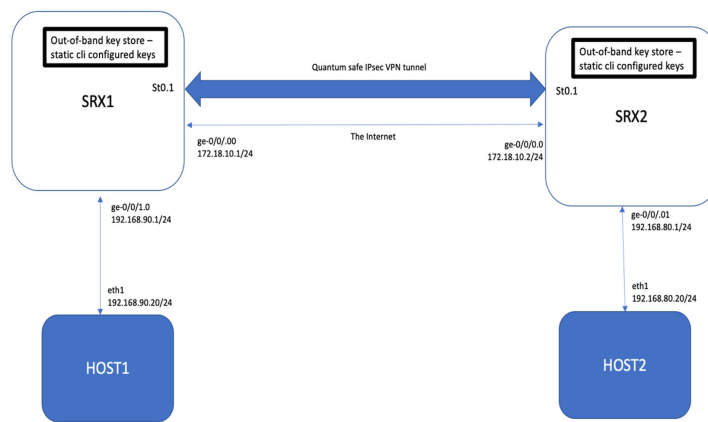 Out-of-band key store –
static cli configured keys
SRX1
St0.1
Quantum safe IPsec VPN tunnel
The Internet
ge-0/0/.00
172.18.10.1/24
Out-of-band key store –
static cli configured keys
St0.1
SRX2
ge-0/0/0.0
172.18.10.2/24
ge-0/0/1.0
192.168.90.1/24
ge-0/0/.01
192.168.80.1/24
eth1
192.168.90.20/24
eth1
192.168.80.20/24
HOST1
HOST2